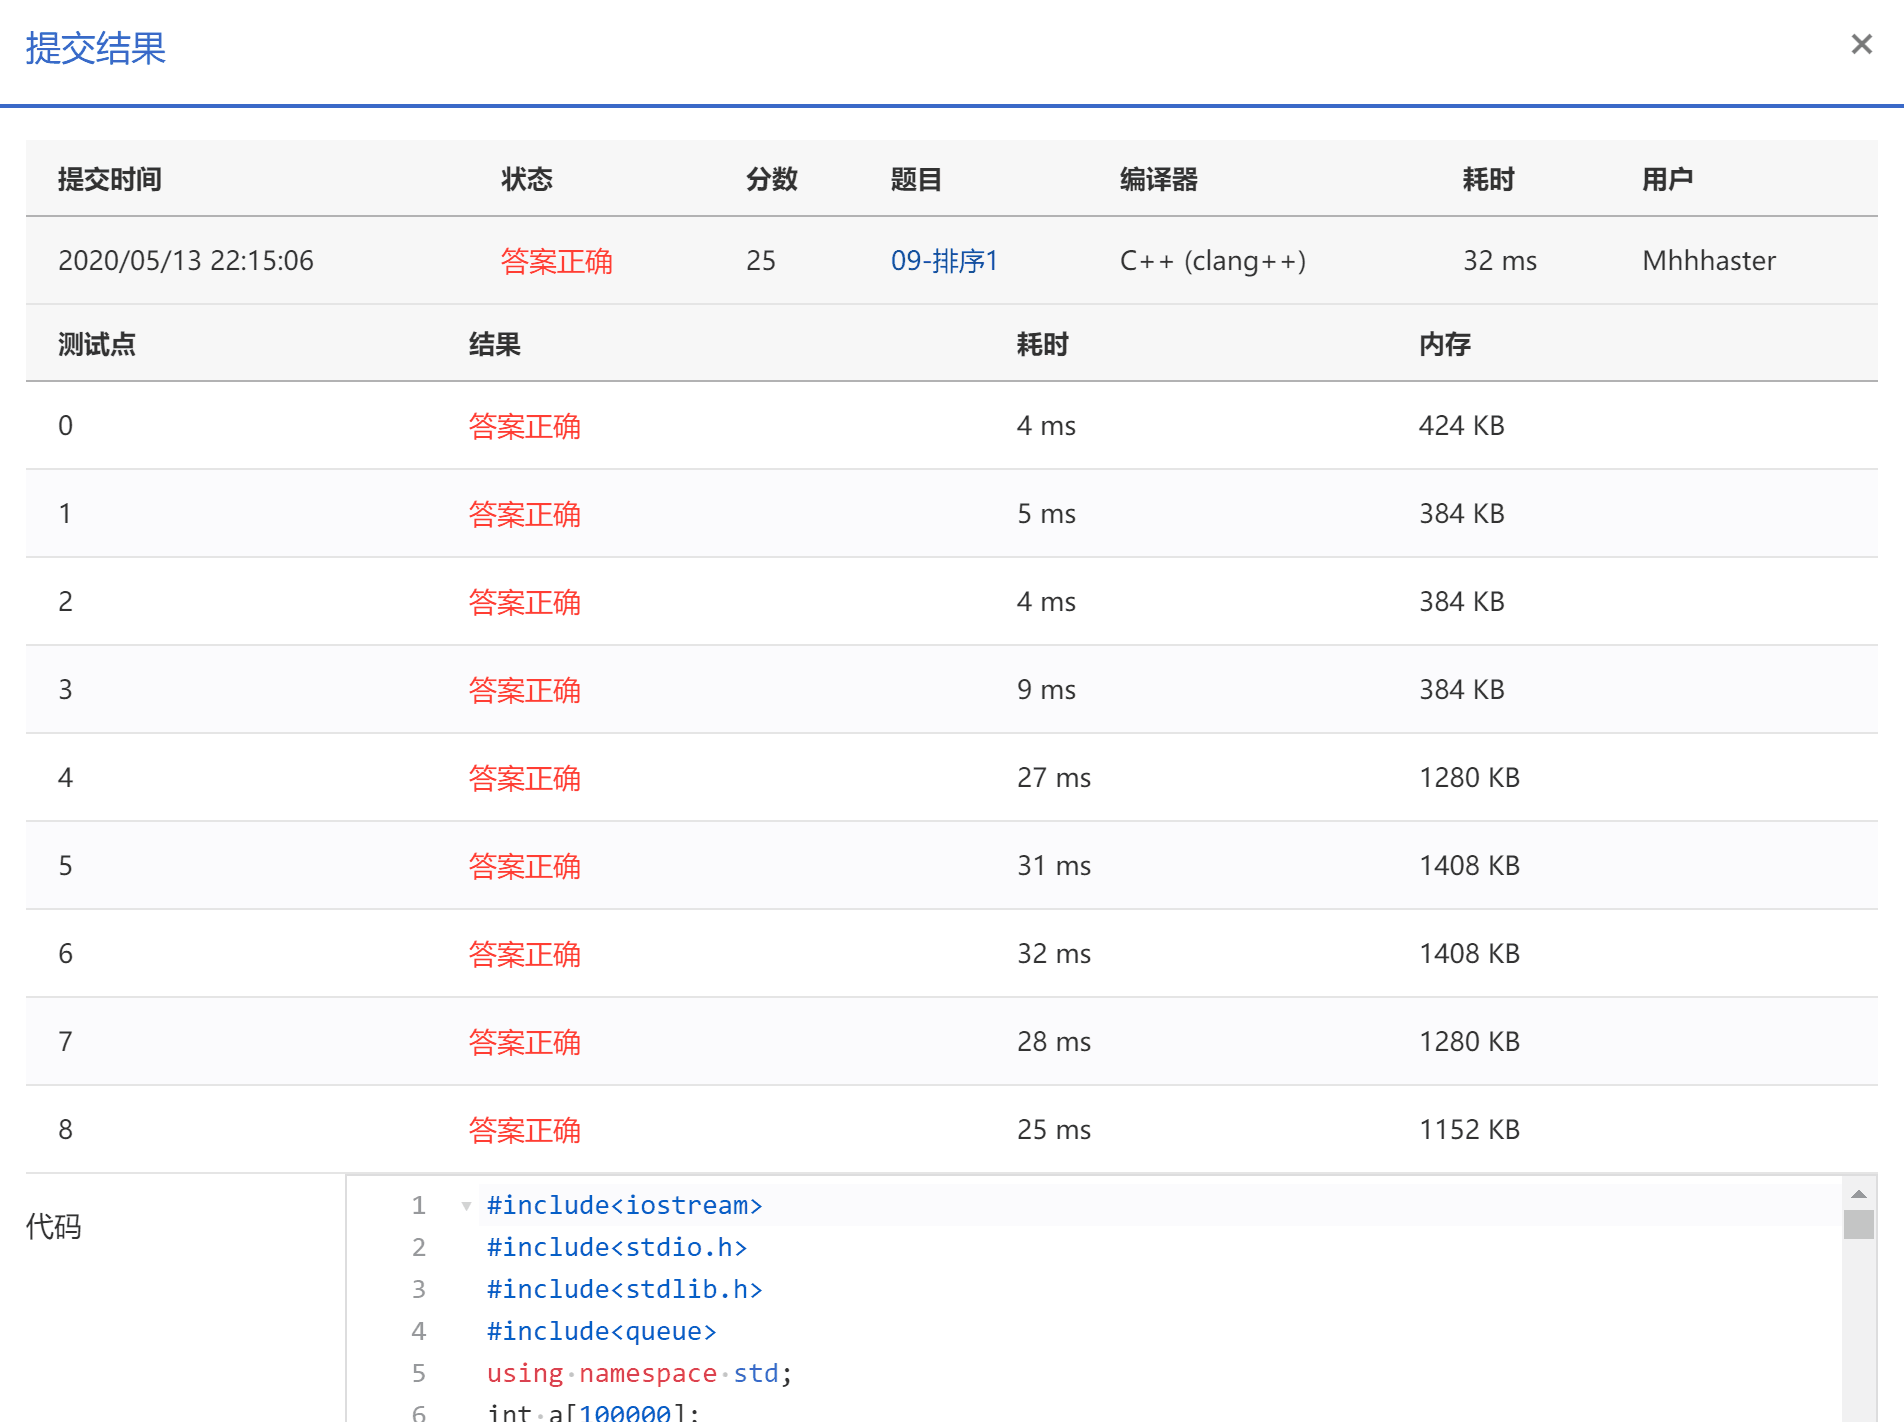 提交结果
×
提交时间 状态 分数 题目 编译器 耗时 用户
2020/05/13 22:15:06 答案正确 25 09-排序1 C++ (clang++) 32 ms Mhhhaster
测试点 结果 耗时 内存
0 答案正确 4 ms 424 KB
1 答案正确 5 ms 384 KB
2 答案正确 4 ms 384 KB
3 答案正确 9 ms 384 KB
4 答案正确 27 ms 1280 KB
5 答案正确 31 ms 1408 KB
6 答案正确 32 ms 1408 KB
7 答案正确 28 ms 1280 KB
8 答案正确 25 ms 1152 KB
代码
1 #include<iostream>
2 #include<stdio.h>
3 #include<stdlib.h>
4 #include<queue>
5 using·namespace·std;
6 int·a[100000];